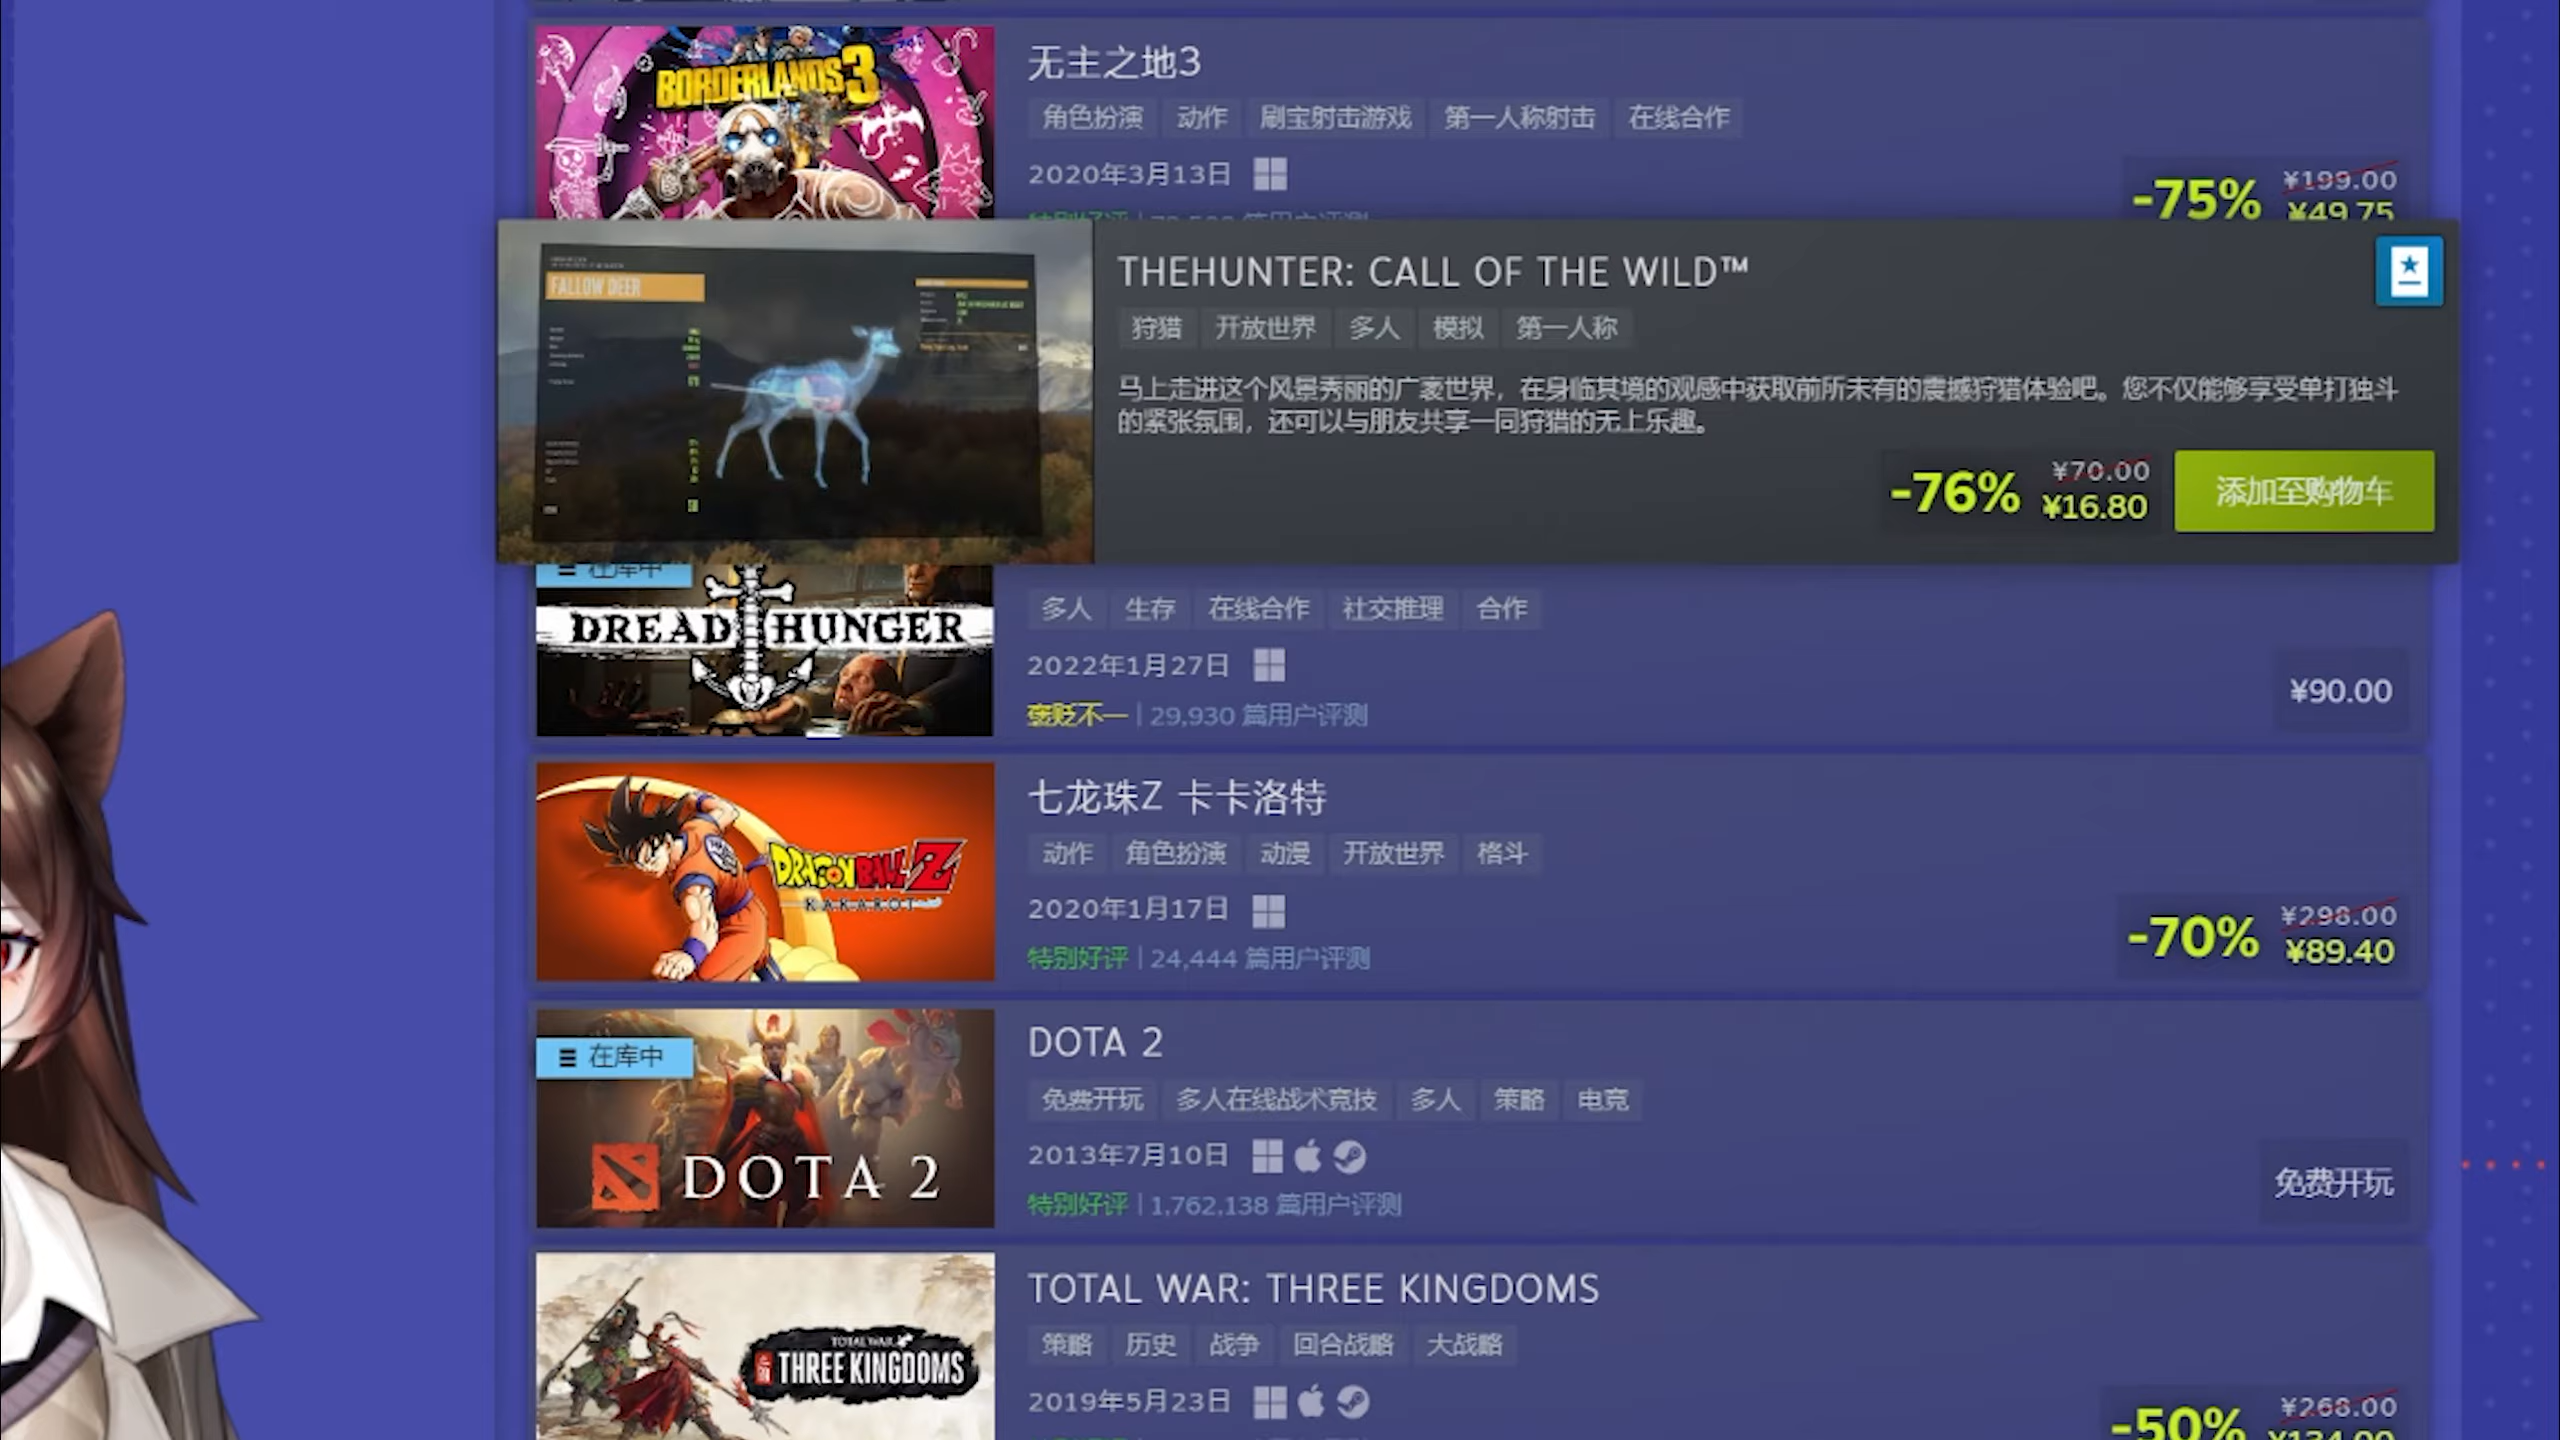 BORDERLANDS 3
无主之地3
角色扮演 动作 刷宝射击游戏 第一人称射击 在线合作
2020年3月13日
-75%
¥199.00
¥49.75
FALLOW DEER
THEHUNTER: CALL OF THE WILD™
狩猎 开放世界 多人 模拟 第一人称
马上走进这个风景秀丽的广袤世界，在身临其境的观感中获取前所未有的震撼狩猎体验吧。您不仅能够享受单打独斗
的紧张氛围，还可以与朋友共享一同狩猎的无上乐趣。
-76%
¥70.00
¥16.80
添加至购物车
在库中
DREAD HUNGER
多人 生存 在线合作 社交推理 合作
2022年1月27日
褒贬不一 | 29,930 篇用户评测
¥90.00
DRAGON BALL Z
KAKAROT
七龙珠Z 卡卡洛特
动作 角色扮演 动漫 开放世界 格斗
2020年1月17日
特别好评 | 24,444 篇用户评测
-70%
¥298.00
¥89.40
在库中
DOTA 2
DOTA 2
免费开玩 多人在线战术竞技 多人 策略 电竞
2013年7月10日
特别好评 | 1,762,138 篇用户评测
免费开玩
TOTAL WAR
THREE KINGDOMS
TOTAL WAR: THREE KINGDOMS
策略 历史 战争 回合战略 大战略
2019年5月23日
-50%
¥268.00
¥134.00